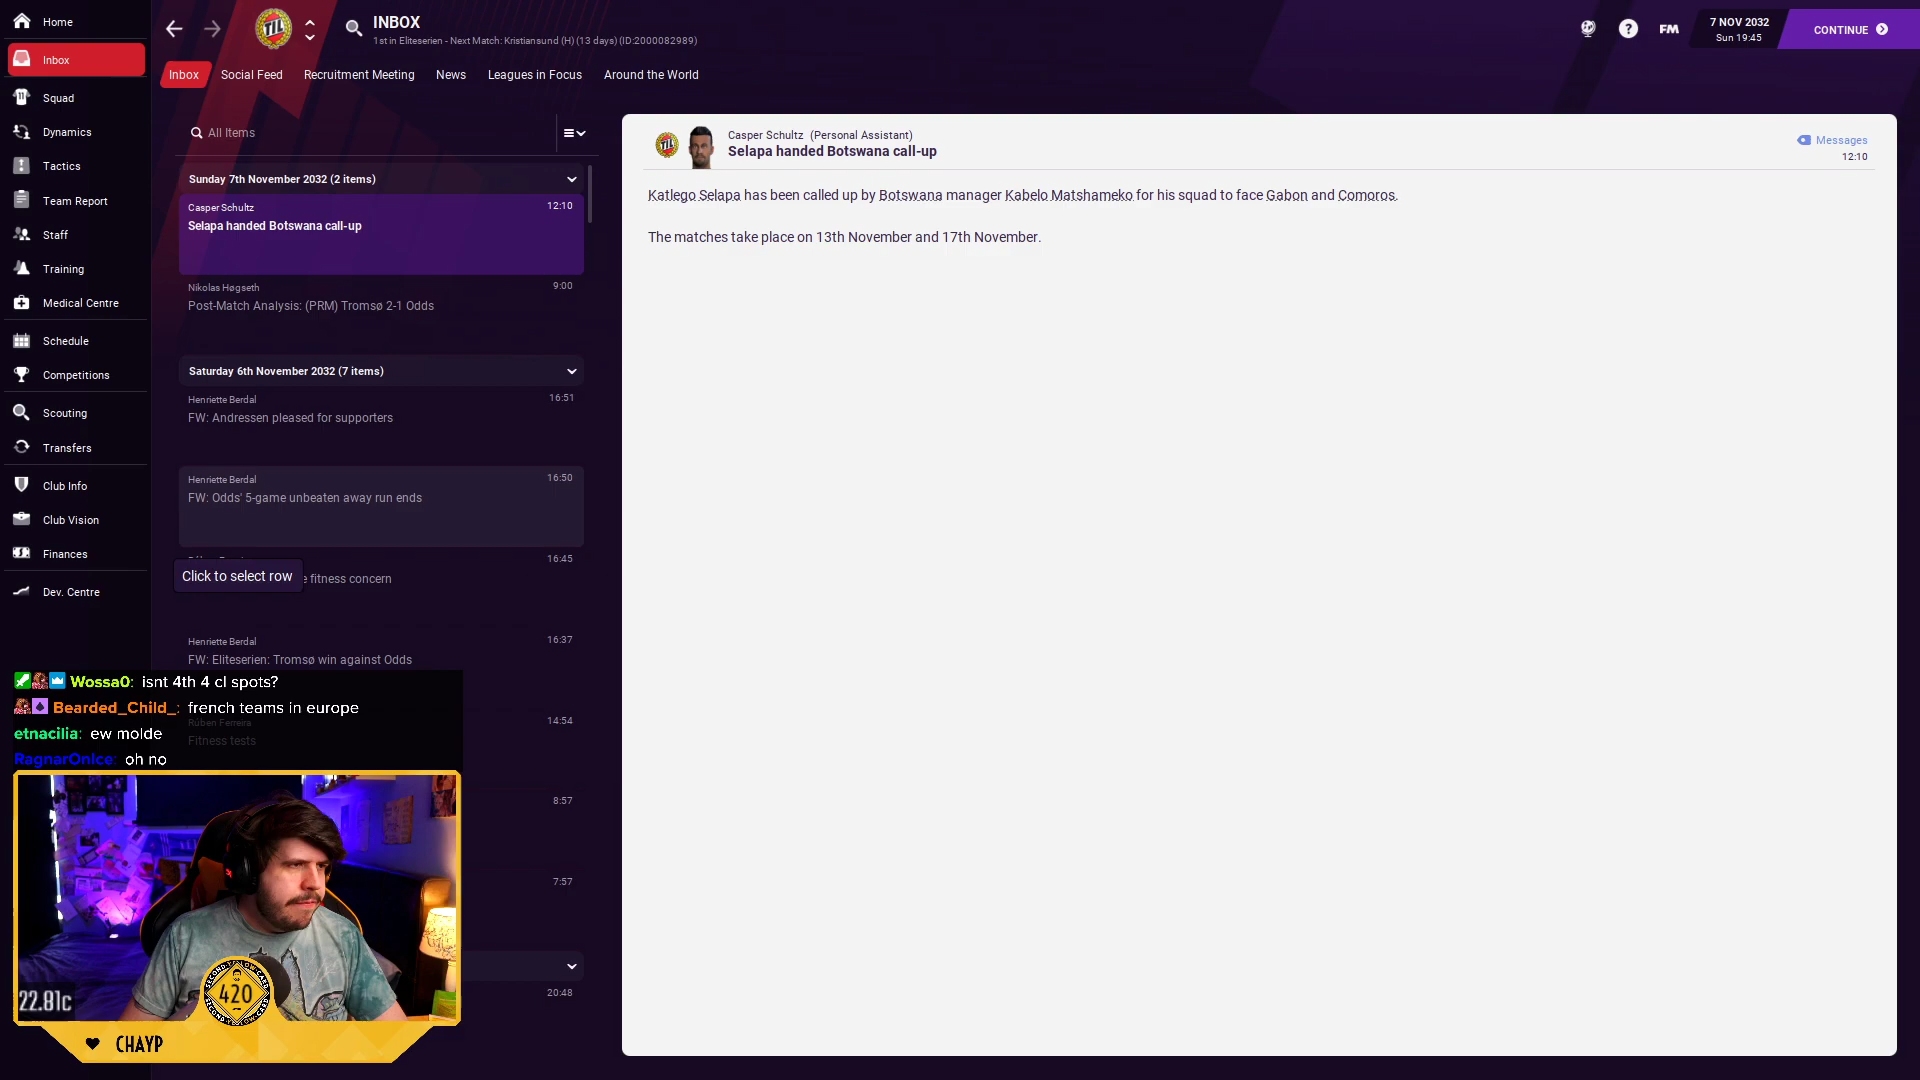 Home
Inbox
Squad
Dynamics
Tactics
Team Report
Staff
Training
Medical Centre
Schedule
Competitions
Scouting
Transfers
Club Info
Club Vision
Finances
Dev. Centre
TIL
INBOX
1st in Eliteserien - Next Match: Kristiansund (H) (13 days) (ID:2000082989)
?
FM
7 NOV 2032
Sun 19:45
CONTINUE
Inbox
Social Feed
Recruitment Meeting
News
Leagues in Focus
Around the World
All Items
Sunday 7th November 2032 (2 items)
Casper Schultz
12:10
Selapa handed Botswana call-up
Nikolas Høgseth
9:00
Post-Match Analysis: (PRM) Tromsø 2-1 Odds
Saturday 6th November 2032 (7 items)
Henriette Berdal
16:51
FW: Andressen pleased for supporters
Henriette Berdal
16:50
FW: Odds' 5-game unbeaten away run ends
16:45
Click to select row
fitness concern
Henriette Berdal
16:37
FW: Eliteserien: Tromsø win against Odds
Rúben Ferreira
14:54
Fitness tests
8:57
7:57
20:48
TIL
Casper Schultz (Personal Assistant)
Selapa handed Botswana call-up
Messages
12:10
Katlego Selapa has been called up by Botswana manager Kabelo Matshameko for his squad to face Gabon and Comoros.
The matches take place on 13th November and 17th November.
Wossa0: isnt 4th 4 cl spots?
Bearded_Child_: french teams in europe
etnacilia: ew molde
RagnarOnIce: oh no
22.81c
SECOND YELLOW CARD
420
SECOND YELLOW CARD
CHAYP